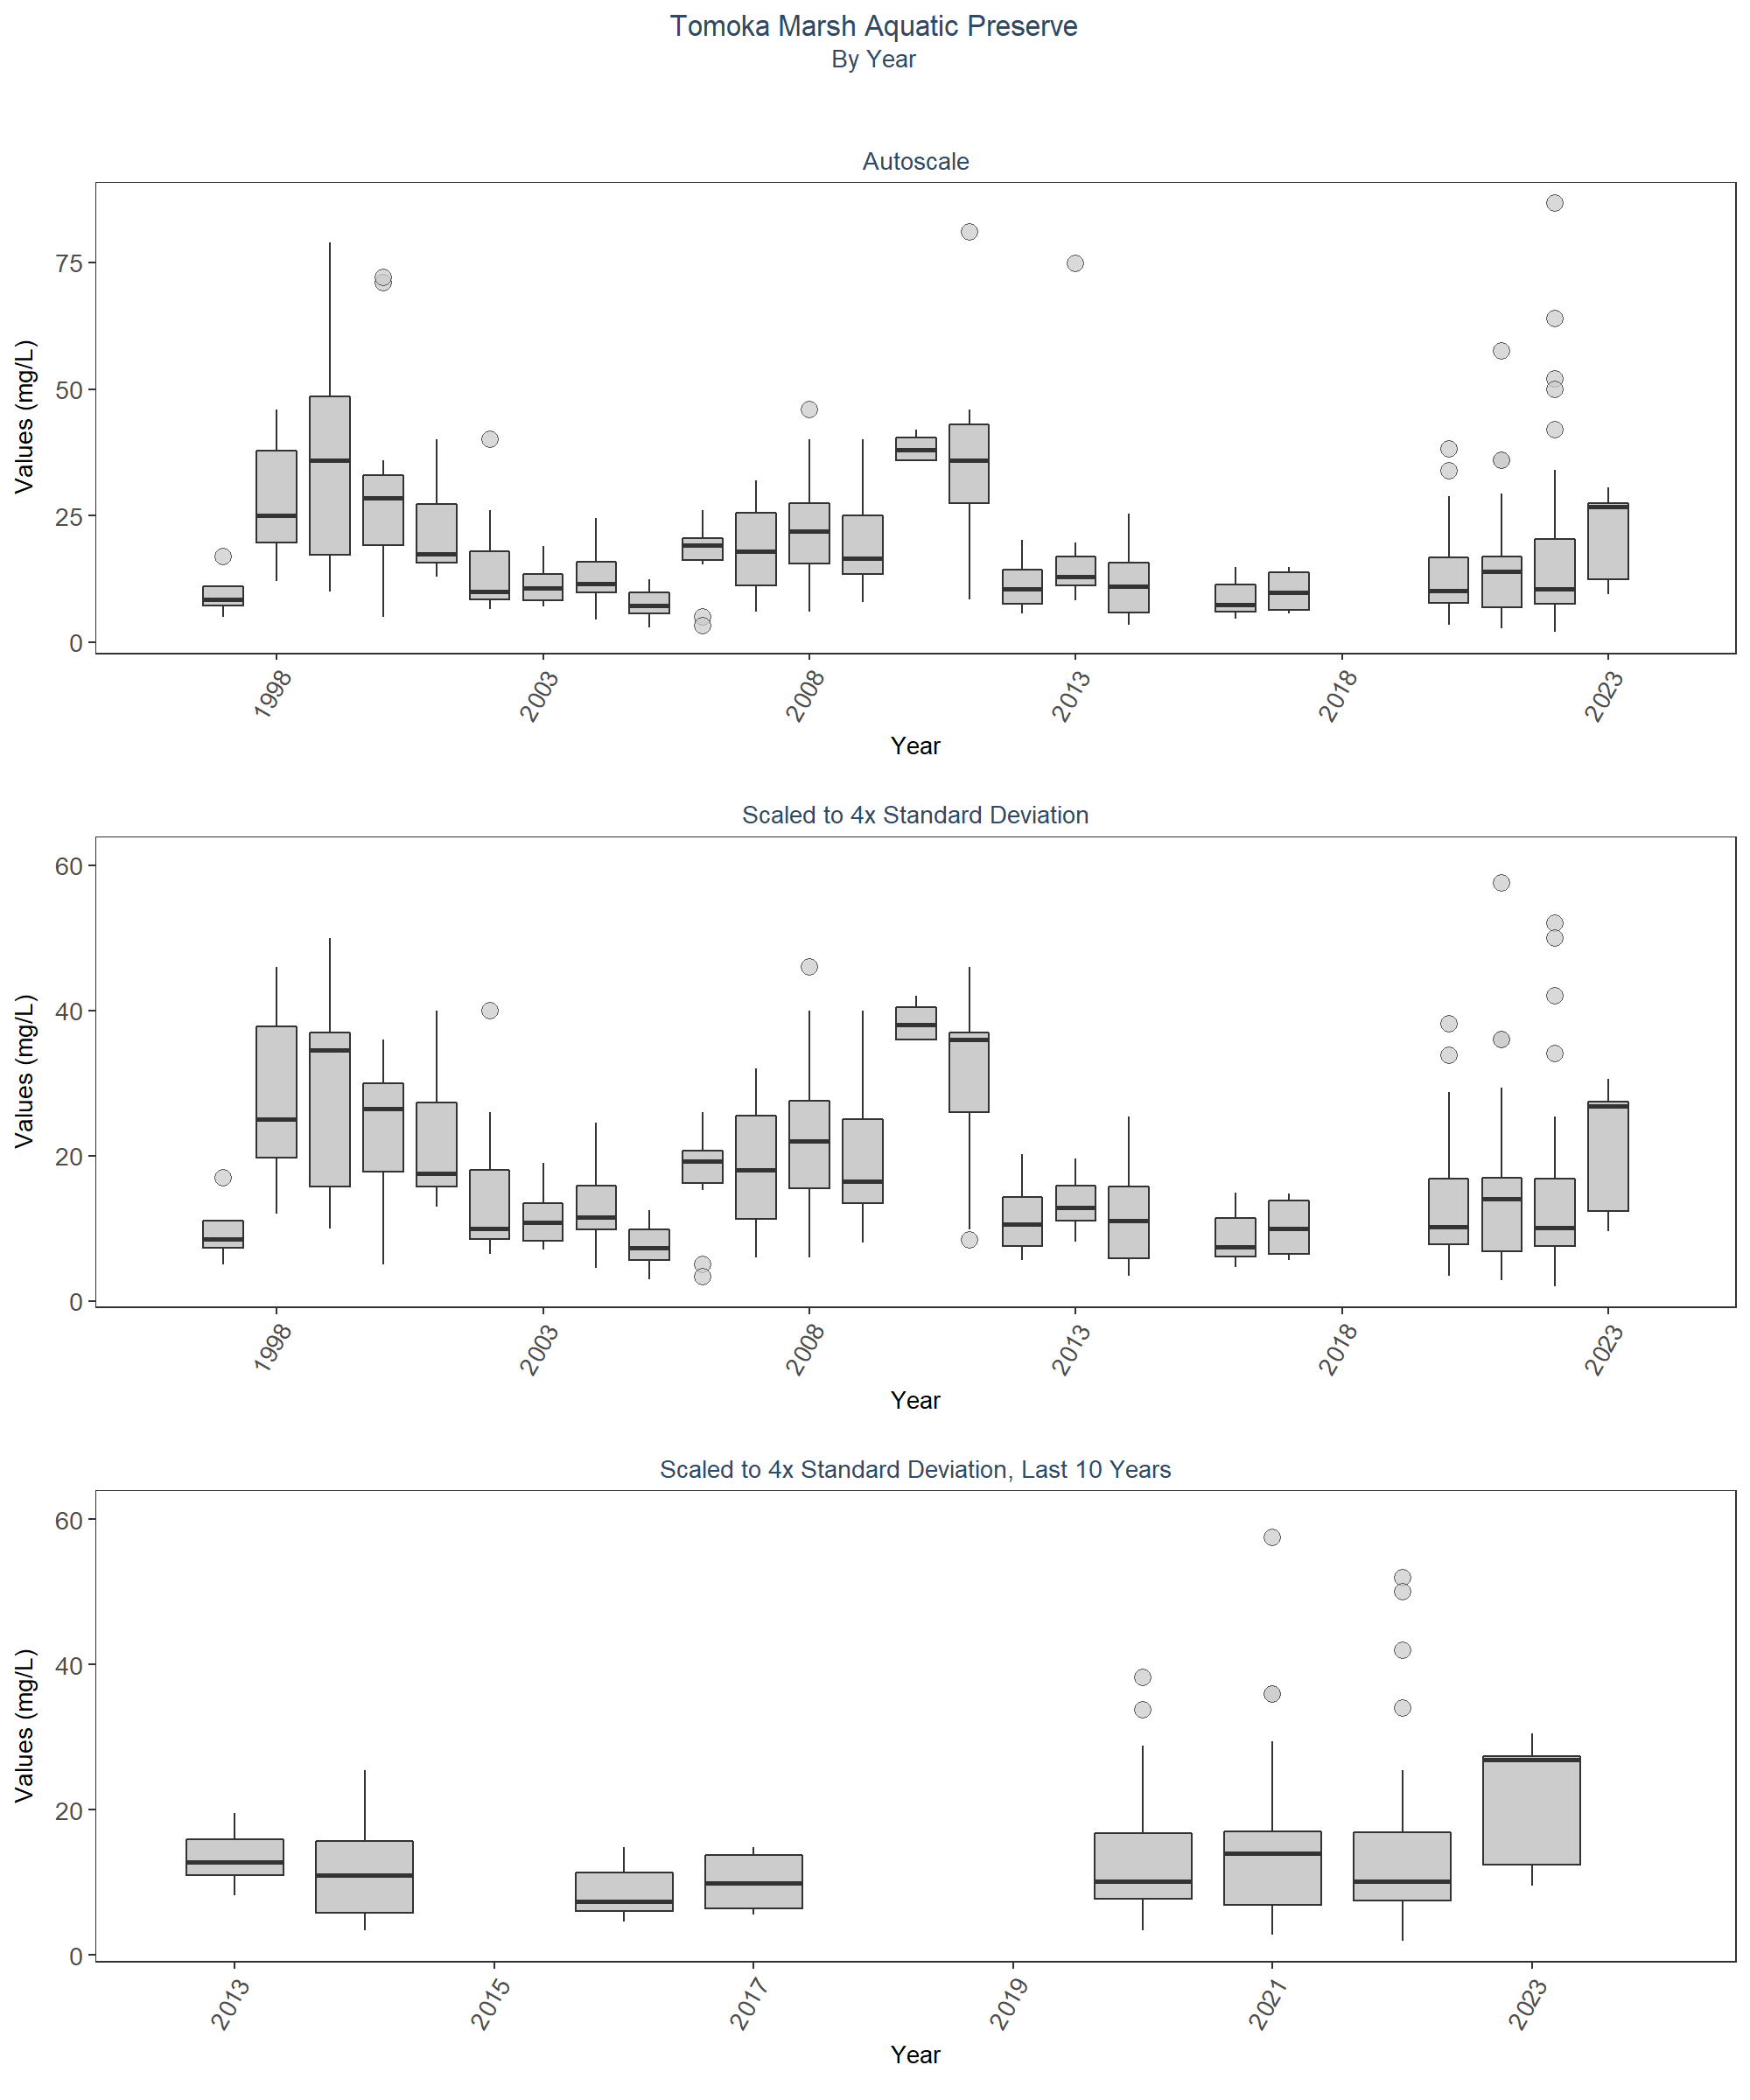 Tomoka Marsh Aquatic Preserve
By Year
Autoscale
Values (mg/L)
75
50
25
0
1998 2003 2008 2013 2018 2023
Year
Scaled to 4x Standard Deviation
Values (mg/L)
60
40
20
0
1998 2003 2008 2013 2018 2023
Year
Scaled to 4x Standard Deviation, Last 10 Years
Values (mg/L)
60
40
20
0
2013 2015 2017 2019 2021 2023
Year